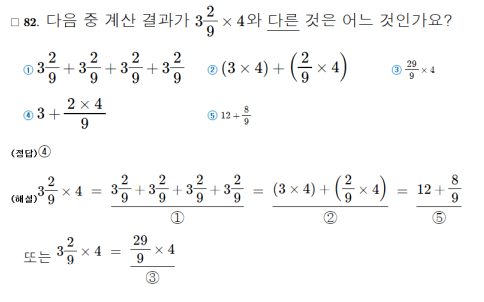 □ 82. 다음 중 계산 결과가 3 2/9 × 4와 다른 것은 어느 것인가요?
① 3 2/9 + 3 2/9 + 3 2/9 + 3 2/9 ② (3 × 4) + (2/9 × 4) ③ 29/9 × 4
④ 3 + (2 × 4)/9 ⑤ 12 + 8/9
(정답)④
(해설) 3 2/9 × 4 = 3 2/9 + 3 2/9 + 3 2/9 + 3 2/9 = (3 × 4) + (2/9 × 4) = 12 + 8/9
① ② ⑤
또는 3 2/9 × 4 = 29/9 × 4
③